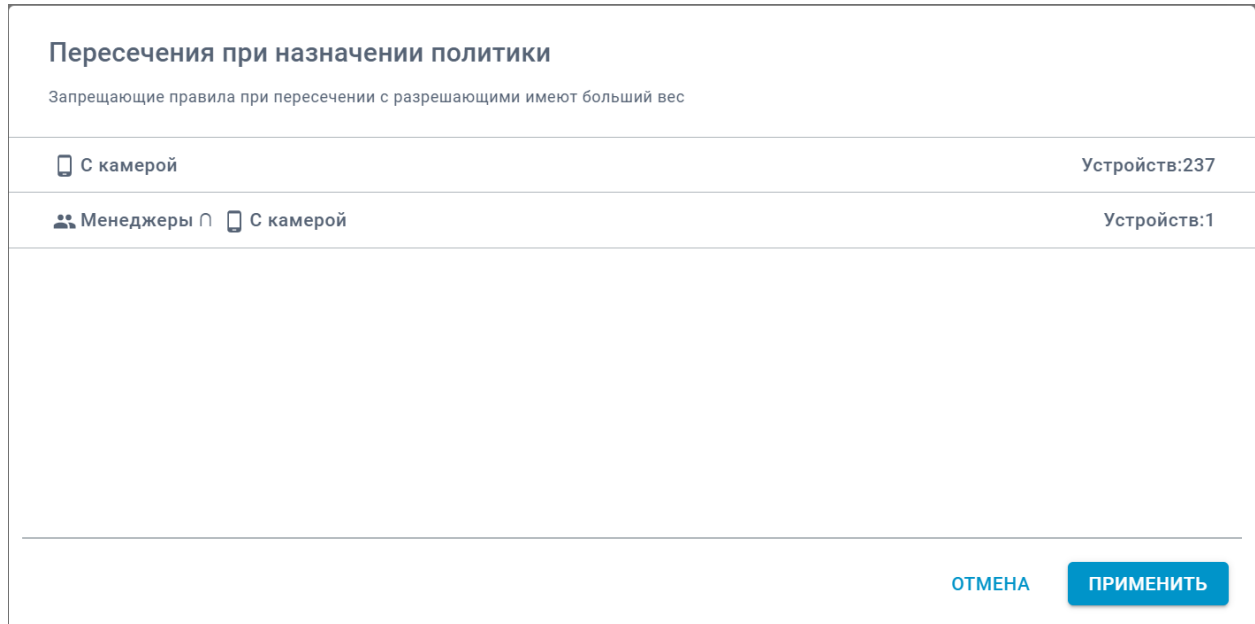 Пересечения при назначении политики
Запрещающие правила при пересечении с разрешающими имеют больший вес
С камерой Устройств:237
Менеджеры ∩ С камерой Устройств:1
ОТМЕНА ПРИМЕНИТЬ